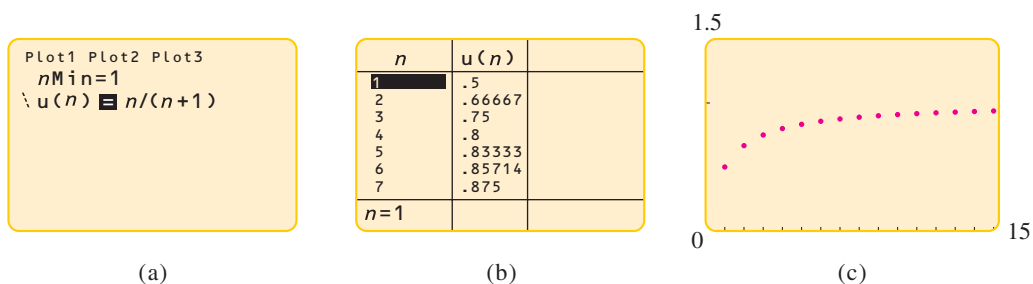 Plot1 Plot2 Plot3
nMin=1
u(n) = n/(n+1)
(a)
n u(n)
1 .5
2 .66667
3 .75
4 .8
5 .83333
6 .85714
7 .875
n=1
(b)
1.5
0
15
(c)